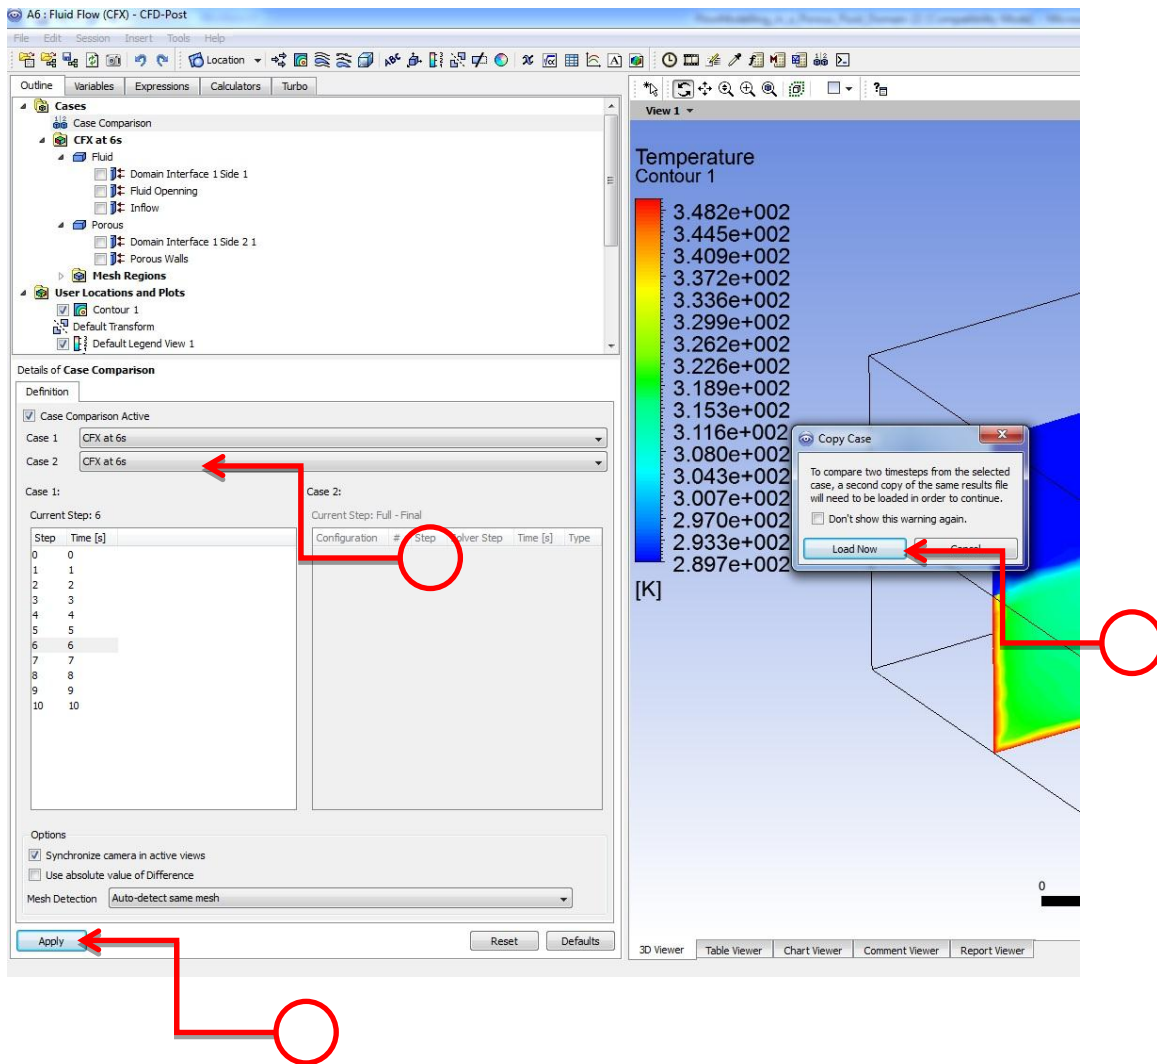 A6 : Fluid Flow (CFX) - CFD-Post
File Edit Session Insert Tools Help
Location
Outline Variables Expressions Calculators Turbo
Cases
Case Comparison
CFX at 6s
Fluid
Domain Interface 1 Side 1
Fluid Openning
Inflow
Porous
Domain Interface 1 Side 2 1
Porous Walls
Mesh Regions
User Locations and Plots
Contour 1
Default Transform
Default Legend View 1
Details of Case Comparison
Definition
Case Comparison Active
Case 1 CFX at 6s
Case 2 CFX at 6s
Case 1: Case 2:
Current Step: 6 Current Step: Full - Final
Step Time [s] Configuration # Step Solver Step Time [s] Type
0 0
1 1
2 2
3 3
4 4
5 5
6 6
7 7
8 8
9 9
10 10
Options
Synchronize camera in active views
Use absolute value of Difference
Mesh Detection Auto-detect same mesh
Apply Reset Defaults
View 1
Temperature
Contour 1
3.482e+002
3.445e+002
3.409e+002
3.372e+002
3.336e+002
3.299e+002
3.262e+002
3.226e+002
3.189e+002
3.153e+002
3.116e+002
3.080e+002
3.043e+002
3.007e+002
2.970e+002
2.933e+002
2.897e+002
[K]
Copy Case
To compare two timesteps from the selected
case, a second copy of the same results file
will need to be loaded in order to continue.
Don't show this warning again.
Load Now Cancel
0
3D Viewer Table Viewer Chart Viewer Comment Viewer Report Viewer